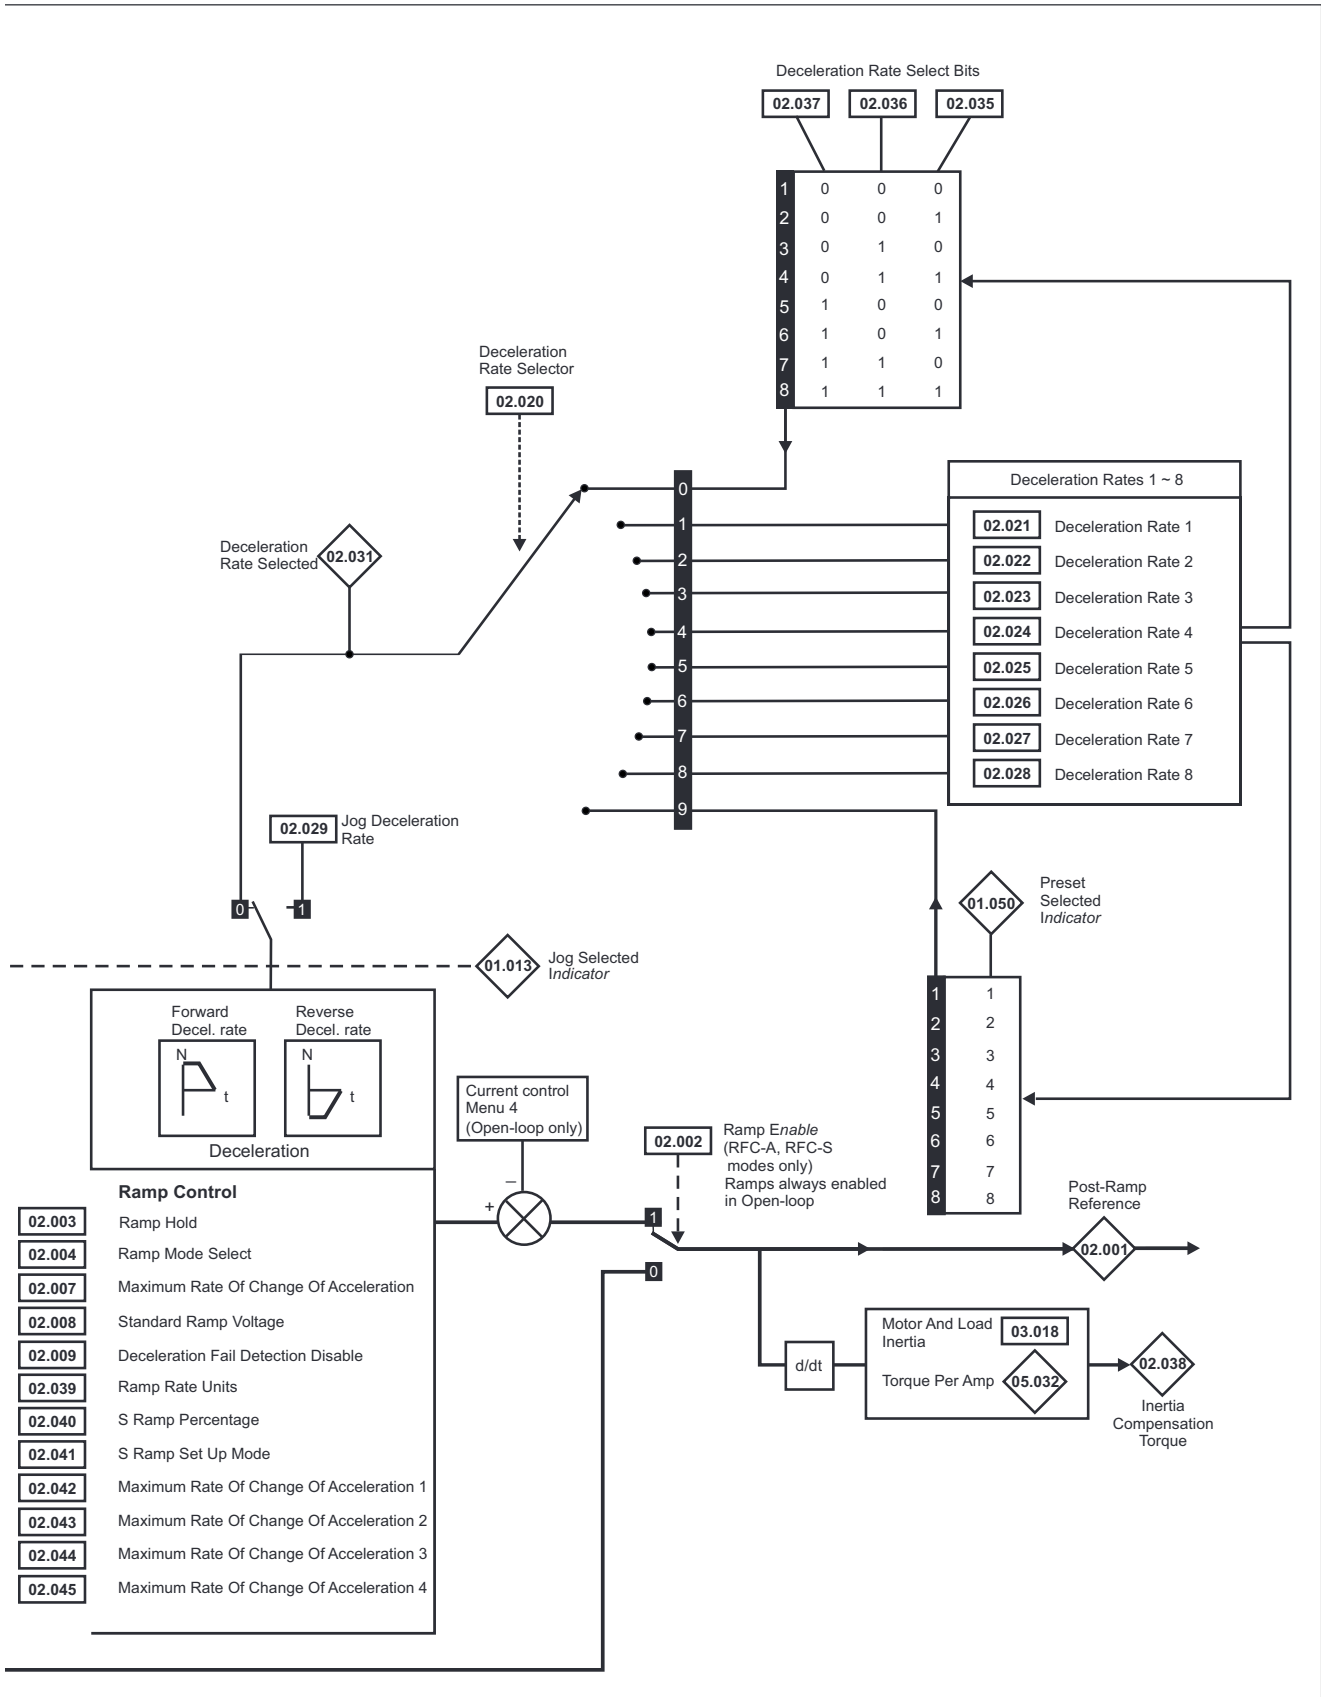 Deceleration Rate Select Bits
02.037 02.036 02.035
1 0 0 0
2 0 0 1
3 0 1 0
4 0 1 1
5 1 0 0
6 1 0 1
7 1 1 0
8 1 1 1
Deceleration
Rate Selector
02.020
0
1
2
3
4
5
6
7
8
9
Deceleration Rates 1 ~ 8
02.021 Deceleration Rate 1
02.022 Deceleration Rate 2
02.023 Deceleration Rate 3
02.024 Deceleration Rate 4
02.025 Deceleration Rate 5
02.026 Deceleration Rate 6
02.027 Deceleration Rate 7
02.028 Deceleration Rate 8
Deceleration
Rate Selected
02.031
02.029
Jog Deceleration
Rate
0 1
01.050
Preset
Selected
Indicator
01.013
Jog Selected
Indicator
1 1
2 2
3 3
4 4
5 5
6 6
7 7
8 8
Forward
Decel. rate
N
t
Reverse
Decel. rate
N
t
Deceleration
Current control
Menu 4
(Open-loop only)
–
+
02.002
Ramp Enable
(RFC-A, RFC-S
modes only)
Ramps always enabled
in Open-loop
1
0
Post-Ramp
Reference
02.001
Ramp Control
02.003 Ramp Hold
02.004 Ramp Mode Select
02.007 Maximum Rate Of Change Of Acceleration
02.008 Standard Ramp Voltage
02.009 Deceleration Fail Detection Disable
02.039 Ramp Rate Units
02.040 S Ramp Percentage
02.041 S Ramp Set Up Mode
02.042 Maximum Rate Of Change Of Acceleration 1
02.043 Maximum Rate Of Change Of Acceleration 2
02.044 Maximum Rate Of Change Of Acceleration 3
02.045 Maximum Rate Of Change Of Acceleration 4
d/dt
Motor And Load
Inertia
03.018
Torque Per Amp 05.032
02.038
Inertia
Compensation
Torque